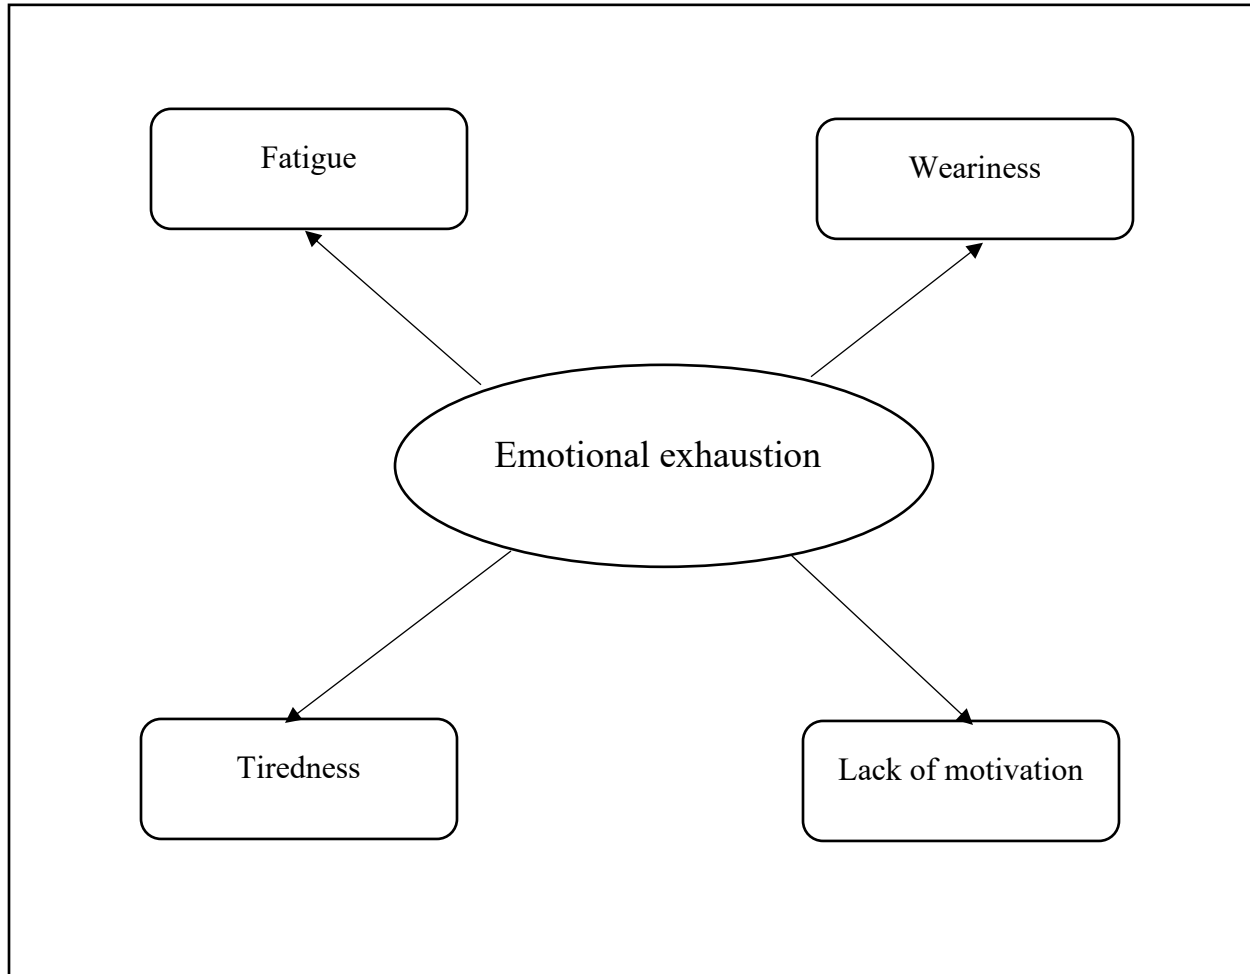 Fatigue
Weariness
Emotional exhaustion
Tiredness
Lack of motivation